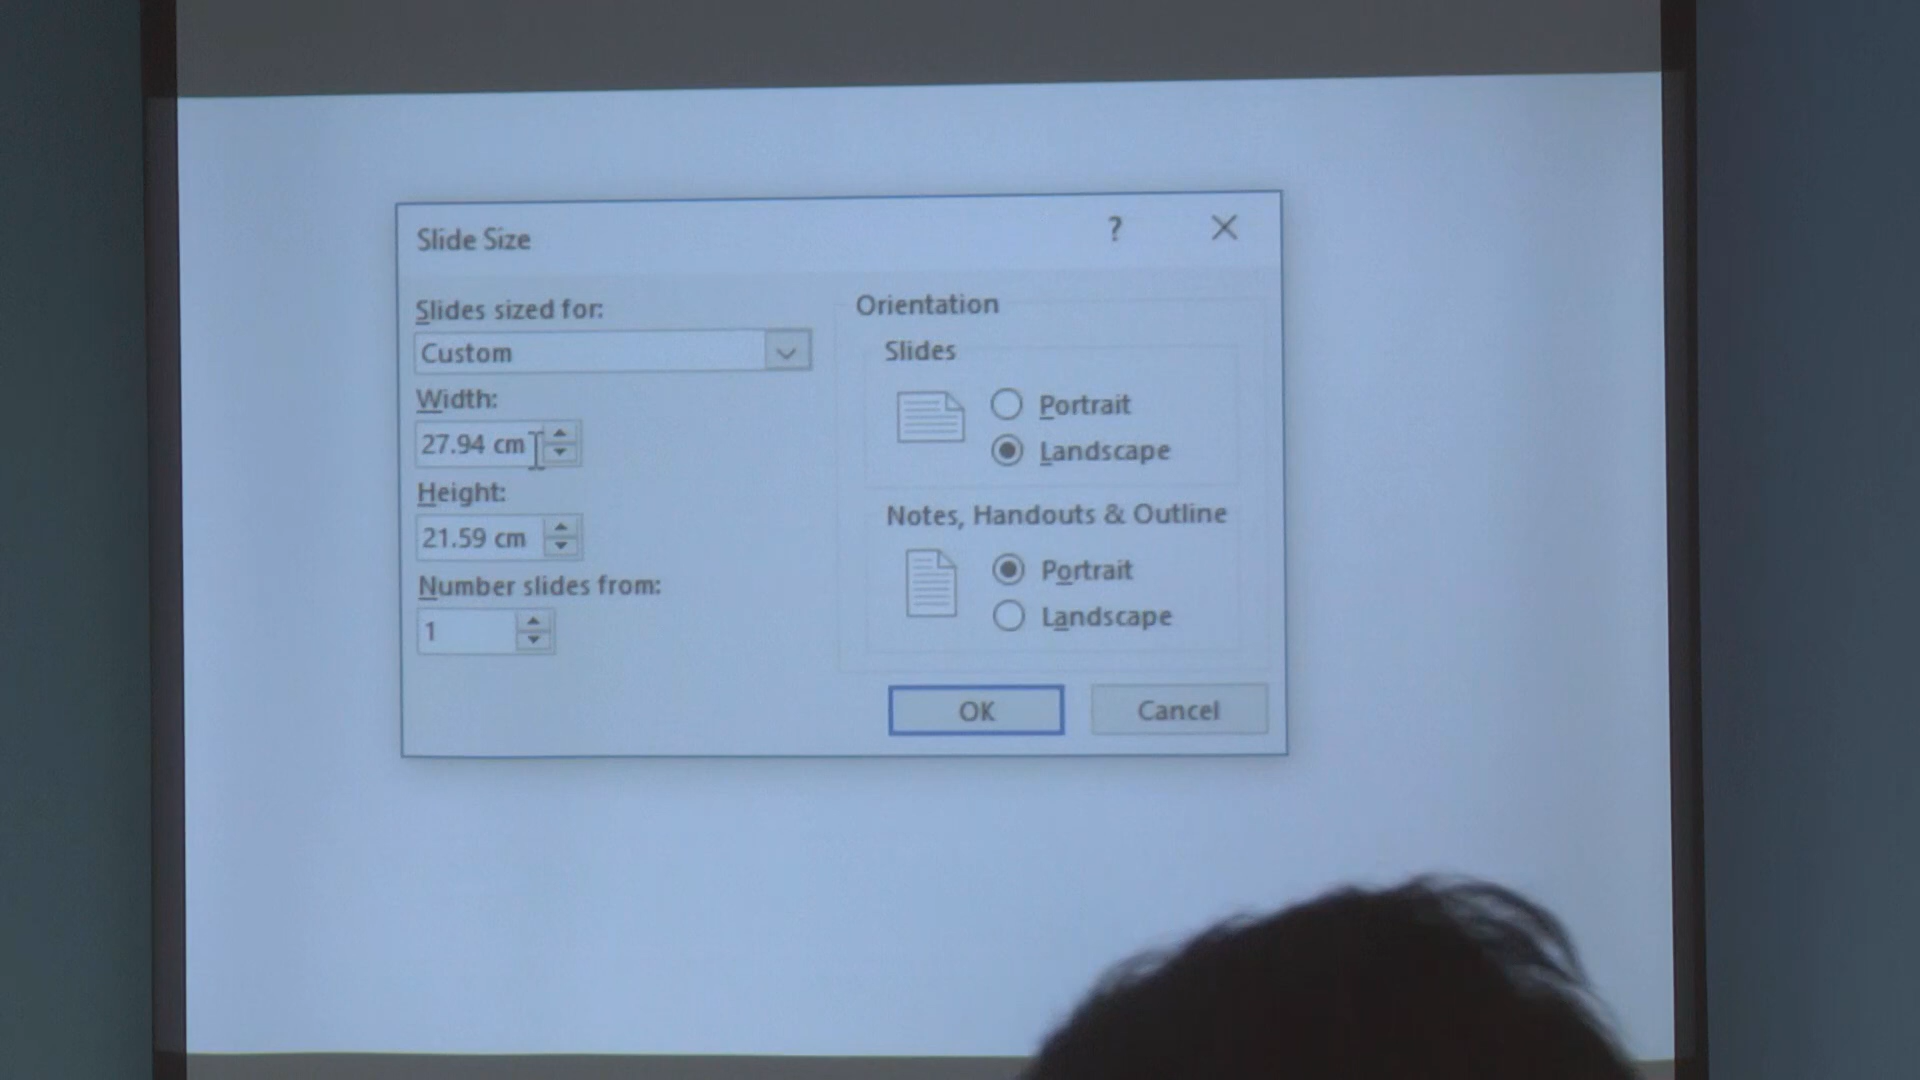 Slide Size
?
Slides sized for:
Custom
Width:
27.94 cm
Height:
21.59 cm
Number slides from:
1
Orientation
Slides
Portrait
Landscape
Notes, Handouts & Outline
Portrait
Landscape
OK
Cancel